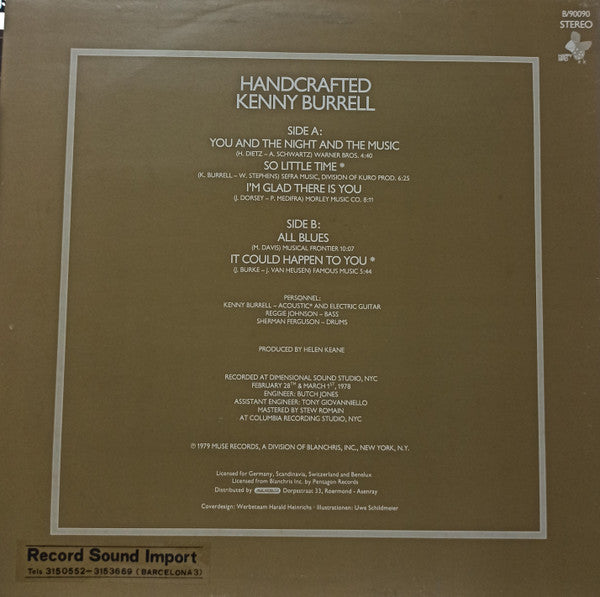 B/90090
STEREO
HANDCRAFTED
KENNY BURRELL
SIDE A:
YOU AND THE NIGHT AND THE MUSIC
(H. DIETZ – A. SCHWARTZ) WARNER BROS. 4:40
SO LITTLE TIME *
(K. BURRELL – W. STEPHENS) SEFRA MUSIC, DIVISION OF KURO PROD. 6:25
I'M GLAD THERE IS YOU
(J. DORSEY – P. MEDIFRA) MORLEY MUSIC CO. 8:11
SIDE B:
ALL BLUES
(M. DAVIS) MUSICAL FRONTIER 10:07
IT COULD HAPPEN TO YOU *
(J. BURKE – J. VAN HEUSEN) FAMOUS MUSIC 5:44
PERSONNEL:
KENNY BURRELL – ACOUSTIC* AND ELECTRIC GUITAR
REGGIE JOHNSON – BASS
SHERMAN FERGUSON – DRUMS
PRODUCED BY HELEN KEANE
RECORDED AT DIMENSIONAL SOUND STUDIO, NYC
FEBRUARY 28TH & MARCH 1ST, 1978
ENGINEER: BUTCH JONES
ASSISTANT ENGINEER: TONY GIOVANNIELLO
MASTERED BY STEW ROMAIN
AT COLUMBIA RECORDING STUDIO, NYC
℗ 1979 MUSE RECORDS, A DIVISION OF BLANCHRIS, INC., NEW YORK, N.Y.
Licensed for Germany, Scandinavia, Switzerland and Benelux
Licensed from Blanchris Inc. by Pentagon Records
Distributed by Dorpsstraat 33, Roermond - Asenray
Coverdesign: Werbeteam Harald Heinrichs · Illustrationen: Uwe Schildmeier
Record Sound Import
Tels 3150552–3153669 (BARCELONA 3)